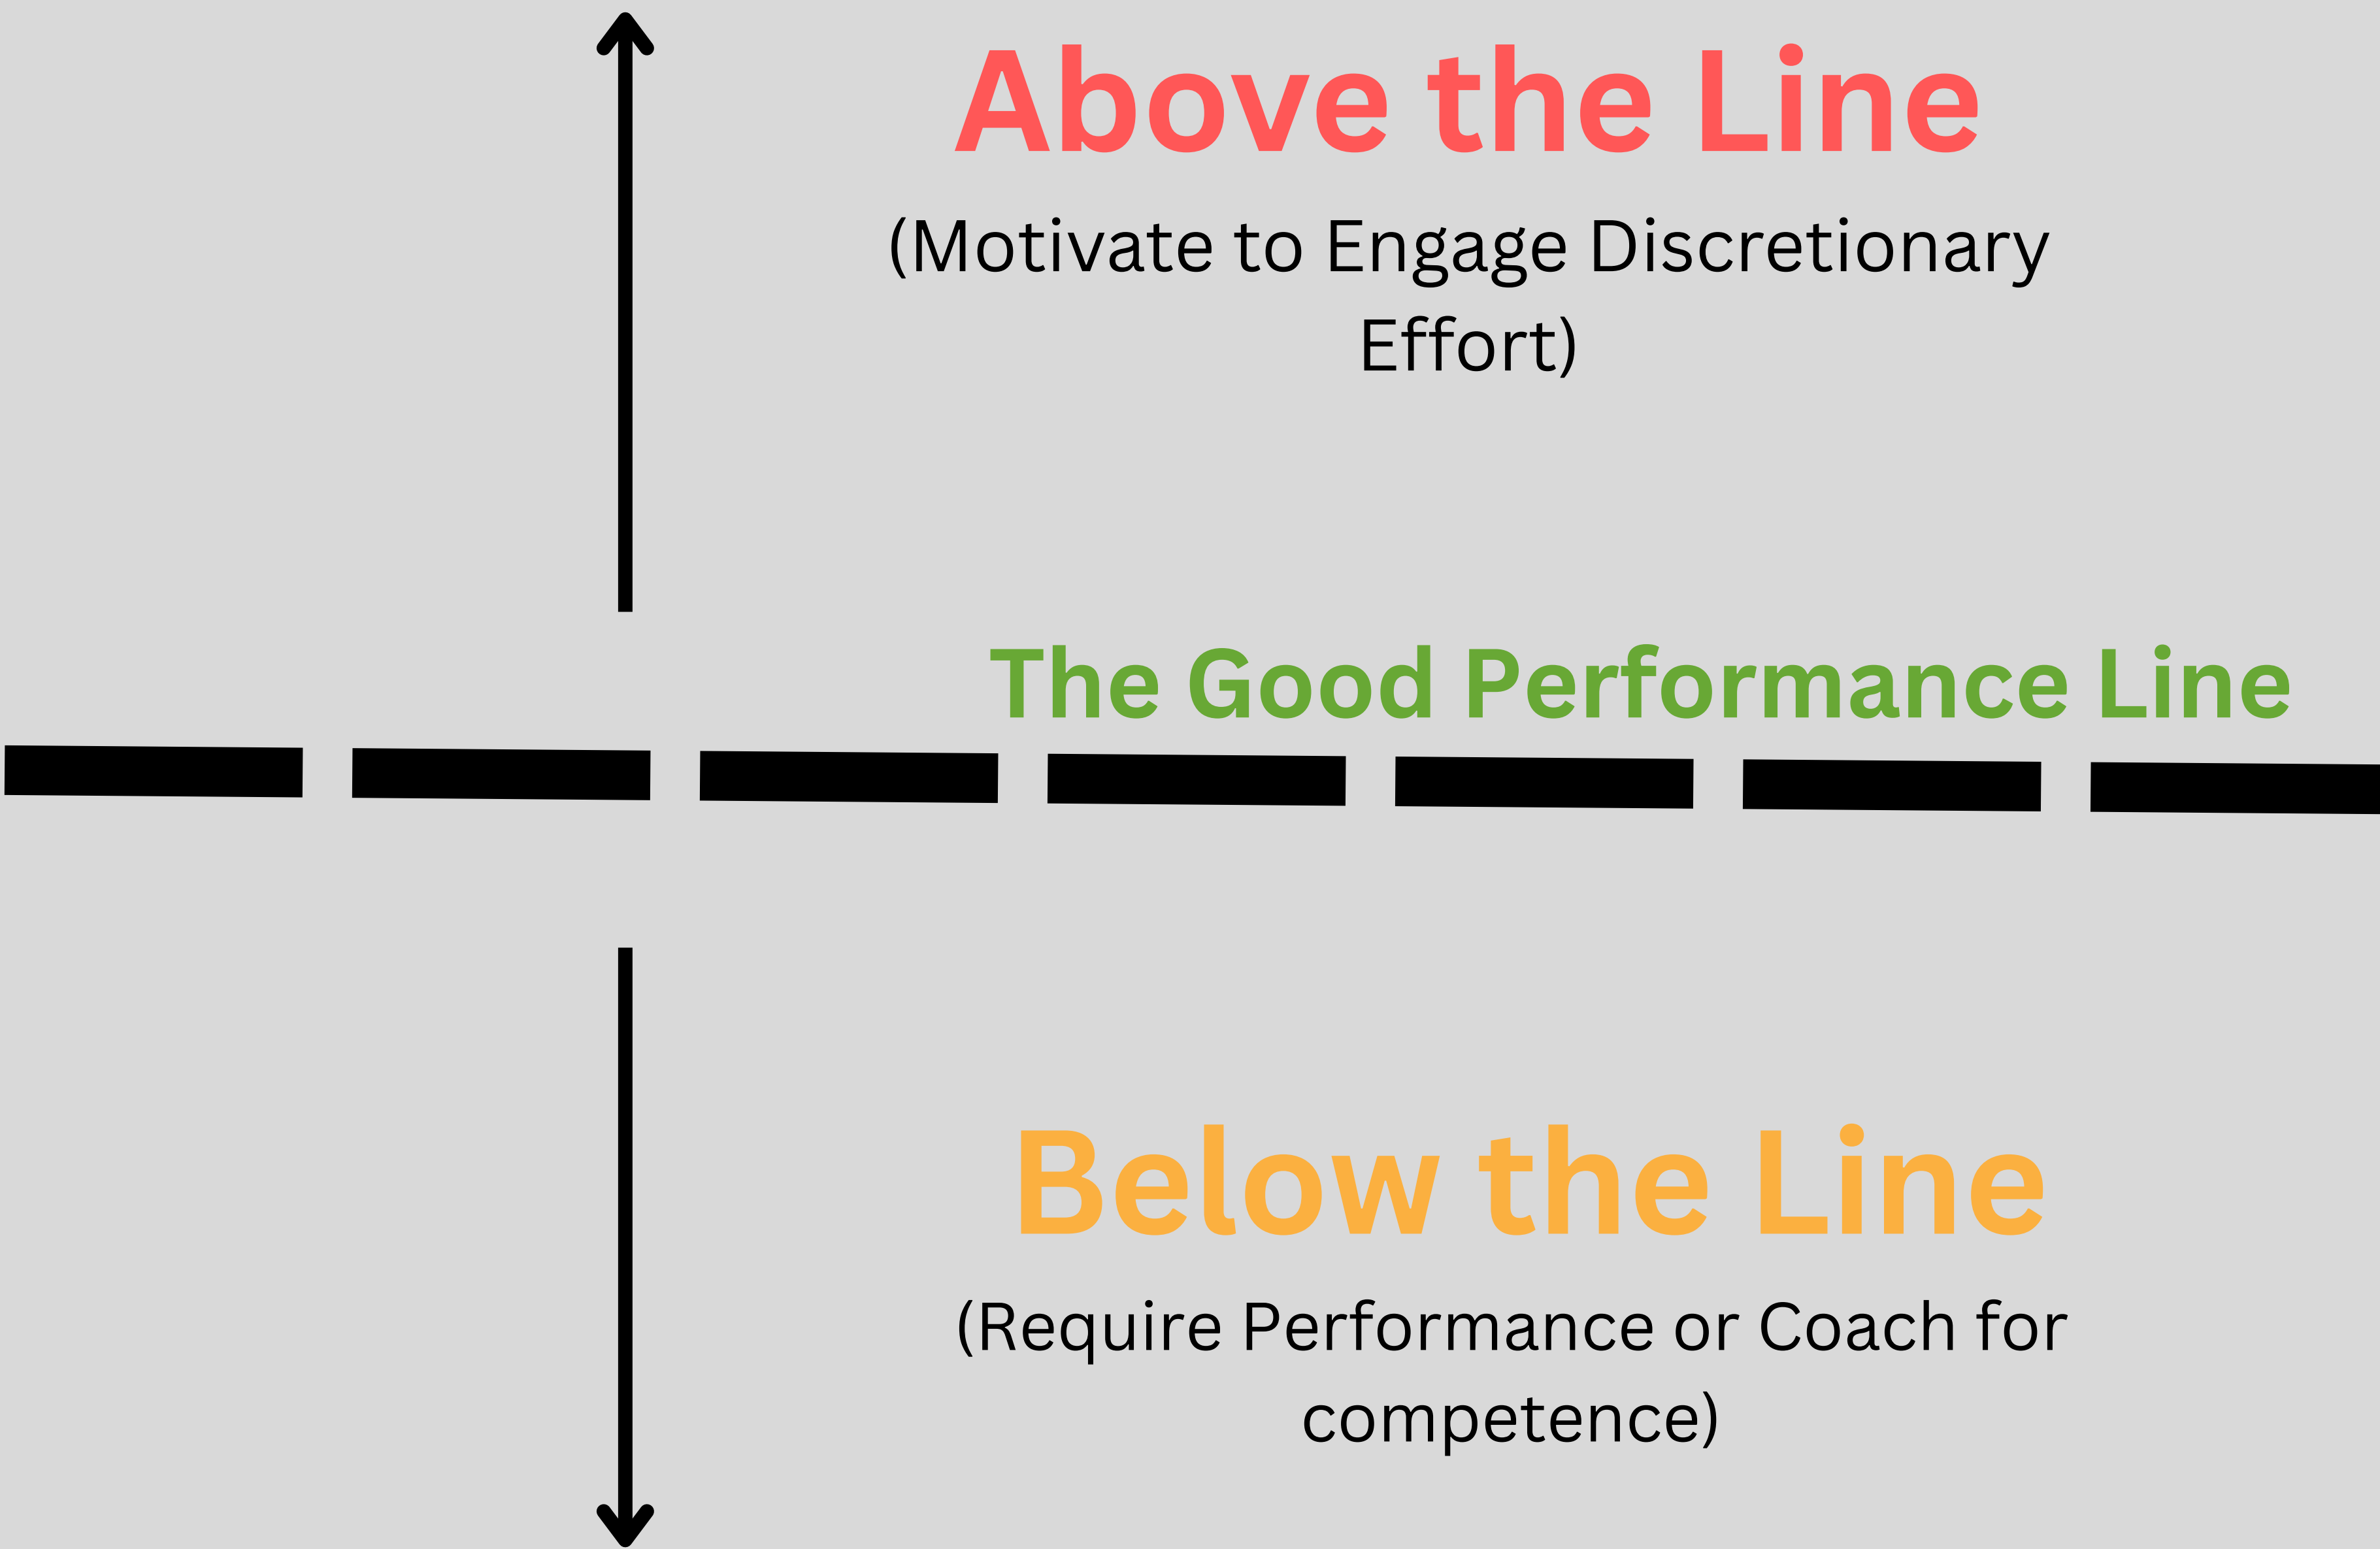 Above the Line
(Motivate to Engage Discretionary
Effort)
The Good Performance Line
Below the Line
(Require Performance or Coach for
competence)